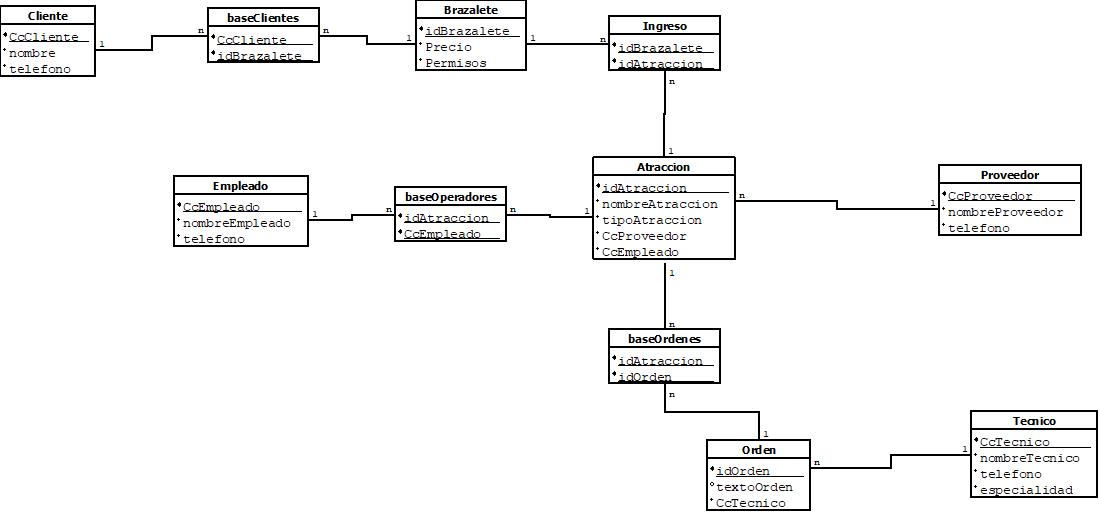 Cliente
CcCliente
nombre
telefono
1
n
baseClientes
CcCliente
idBrazalete
n
1
Brazalete
idBrazalete
Precio
Permisos
1
n
Ingreso
idBrazalete
idAtraccion
n
1
Empleado
CcEmpleado
nombreEmpleado
telefono
1
n
baseOperadores
idAtraccion
CcEmpleado
n
1
Atraccion
idAtraccion
nombreAtraccion
tipoAtraccion
CcProveedor
CcEmpleado
n
1
Proveedor
CcProveedor
nombreProveedor
telefono
1
n
baseOrdenes
idAtraccion
idOrden
n
1
Orden
idOrden
textoOrden
CcTecnico
n
1
Tecnico
CcTecnico
nombreTecnico
telefono
especialidad